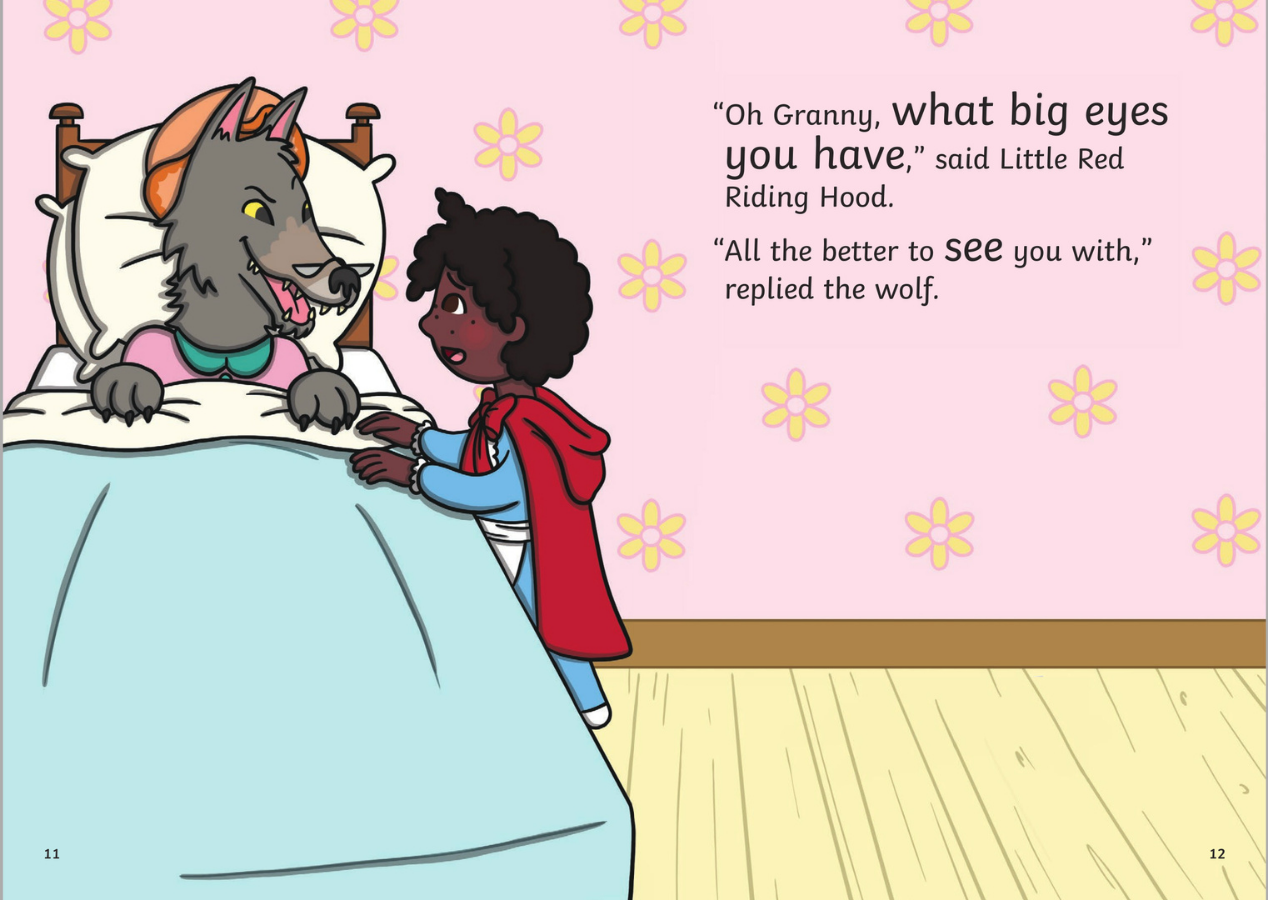 “Oh Granny, what big eyes
you have,” said Little Red
Riding Hood.
“All the better to see you with,”
replied the wolf.
11
12